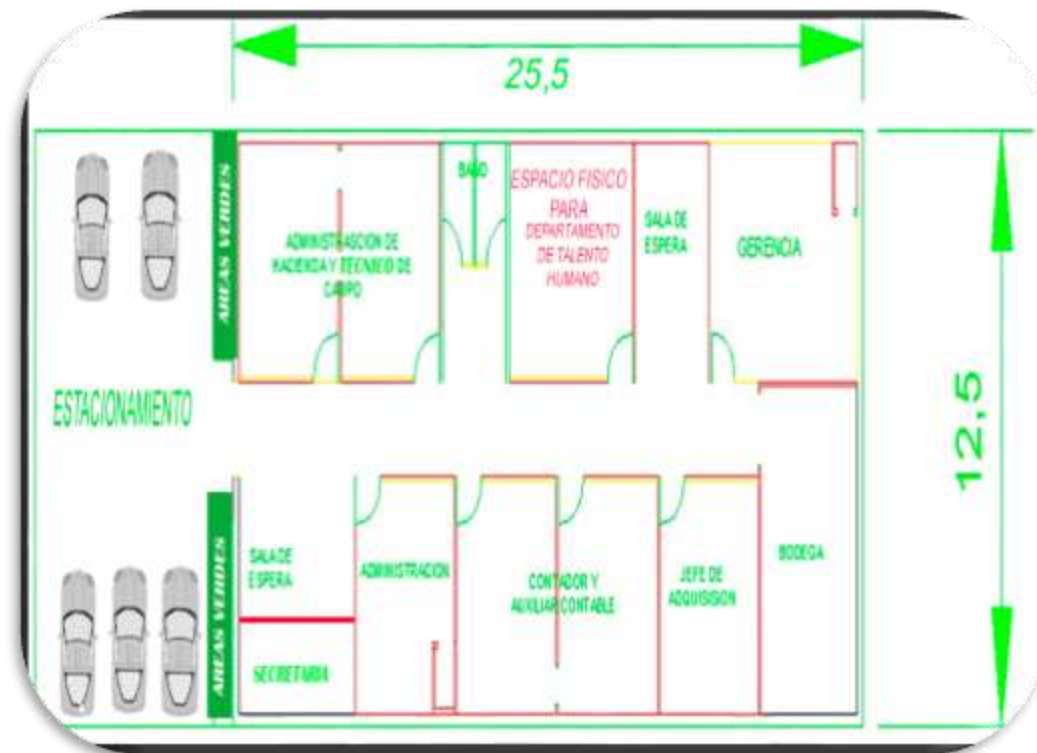 25,5
AREAS VERDES
BAÑO
ESPACIO FISICO
PARA
DEPARTAMENTO
DE TALENTO
HUMANO
SALA DE
ESPERA
GERENCIA
ADMINISTRASCION DE
HACIENDA Y TECNICO DE
CAMPO
ESTACIONAMIENTO
12,5
AREAS VERDES
SALA DE
ESPERA
SECRETARIA
ADMINISTRACION
CONTADOR Y
AUXILIAR CONTABLE
JEFE DE
ADQUISISION
BODEGA